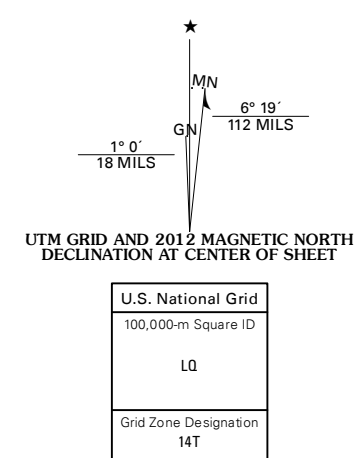 ★
MN
6° 19´
112 MILS
GN
1° 0´
18 MILS
UTM GRID AND 2012 MAGNETIC NORTH
DECLINATION AT CENTER OF SHEET
U.S. National Grid
100,000-m Square ID
LQ
Grid Zone Designation
14T